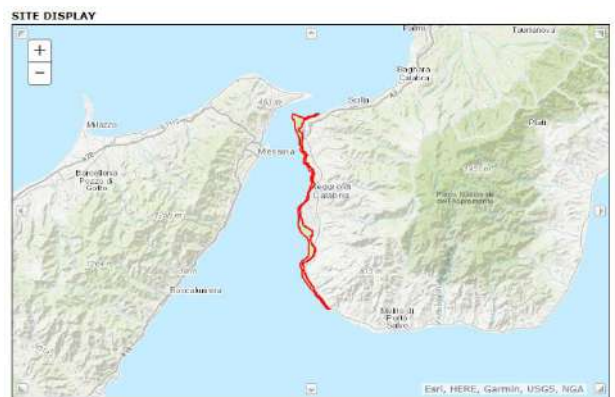 SITE DISPLAY
+
−
Taurianova
Bagnara
Calabra
Scilla
Milazzo
Messina
Platì
Barcellona
Pozzo di
Gotto
Reggio di
Calabria
Parco Nazionale
dell'Aspromonte
Roccalumera
Melito di
Porto
Salvo
Esri, HERE, Garmin, USGS, NGA